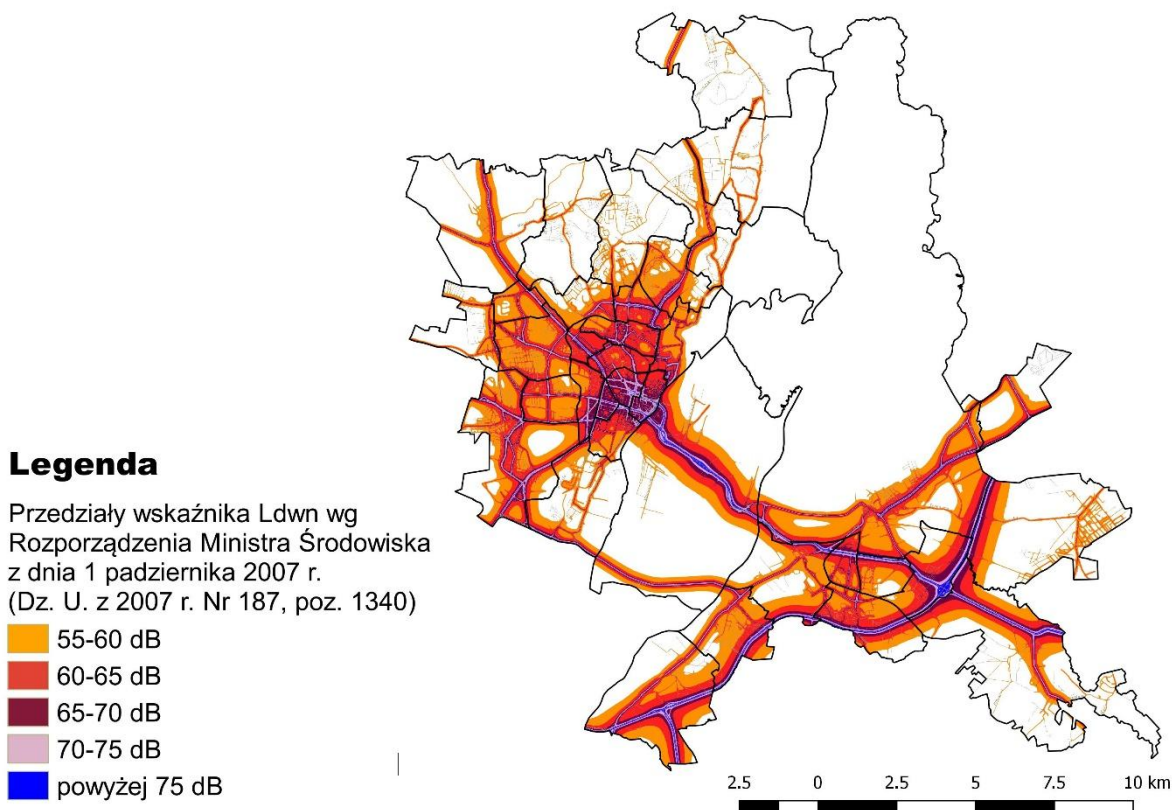 Legenda
Przedziały wskaźnika Ldwn wg
Rozporządzenia Ministra Środowiska
z dnia 1 padziernika 2007 r.
(Dz. U. z 2007 r. Nr 187, poz. 1340)
55-60 dB
60-65 dB
65-70 dB
70-75 dB
powyżej 75 dB
2.5 0 2.5 5 7.5 10 km